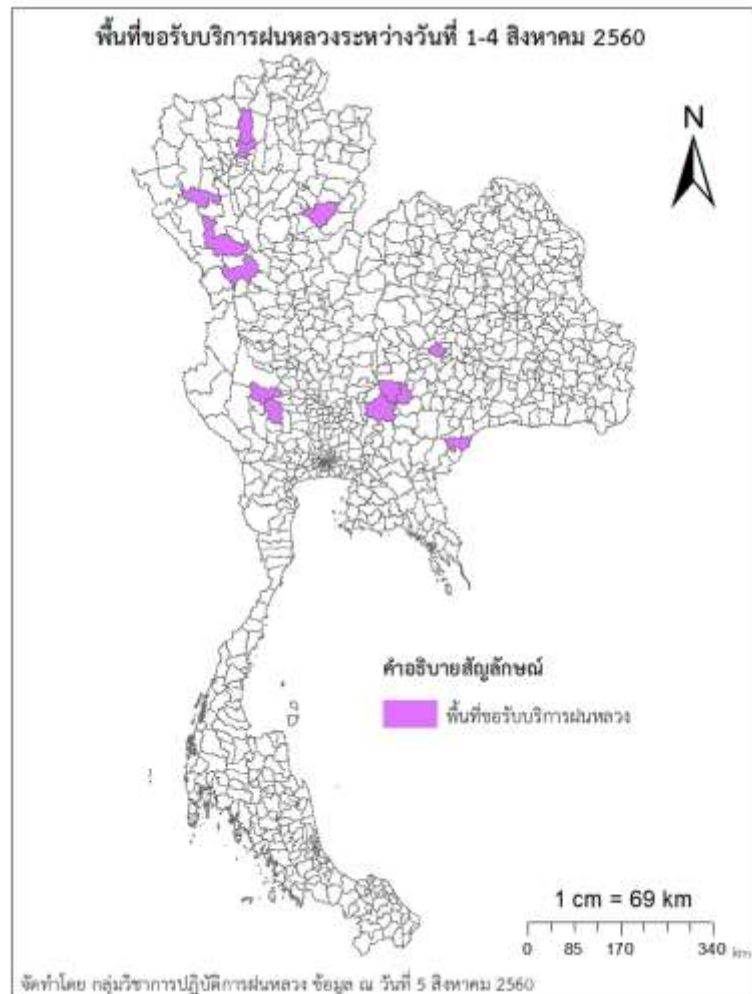 พื้นที่ขอรับบริการฝนหลวงระหว่างวันที่ 1-4 สิงหาคม 2560
N
คำอธิบายสัญลักษณ์
พื้นที่ขอรับบริการฝนหลวง
1 cm = 69 km
0 85 170 340 km
จัดทำโดย กลุ่มวิชาการปฏิบัติการฝนหลวง ข้อมูล ณ วันที่ 5 สิงหาคม 2560